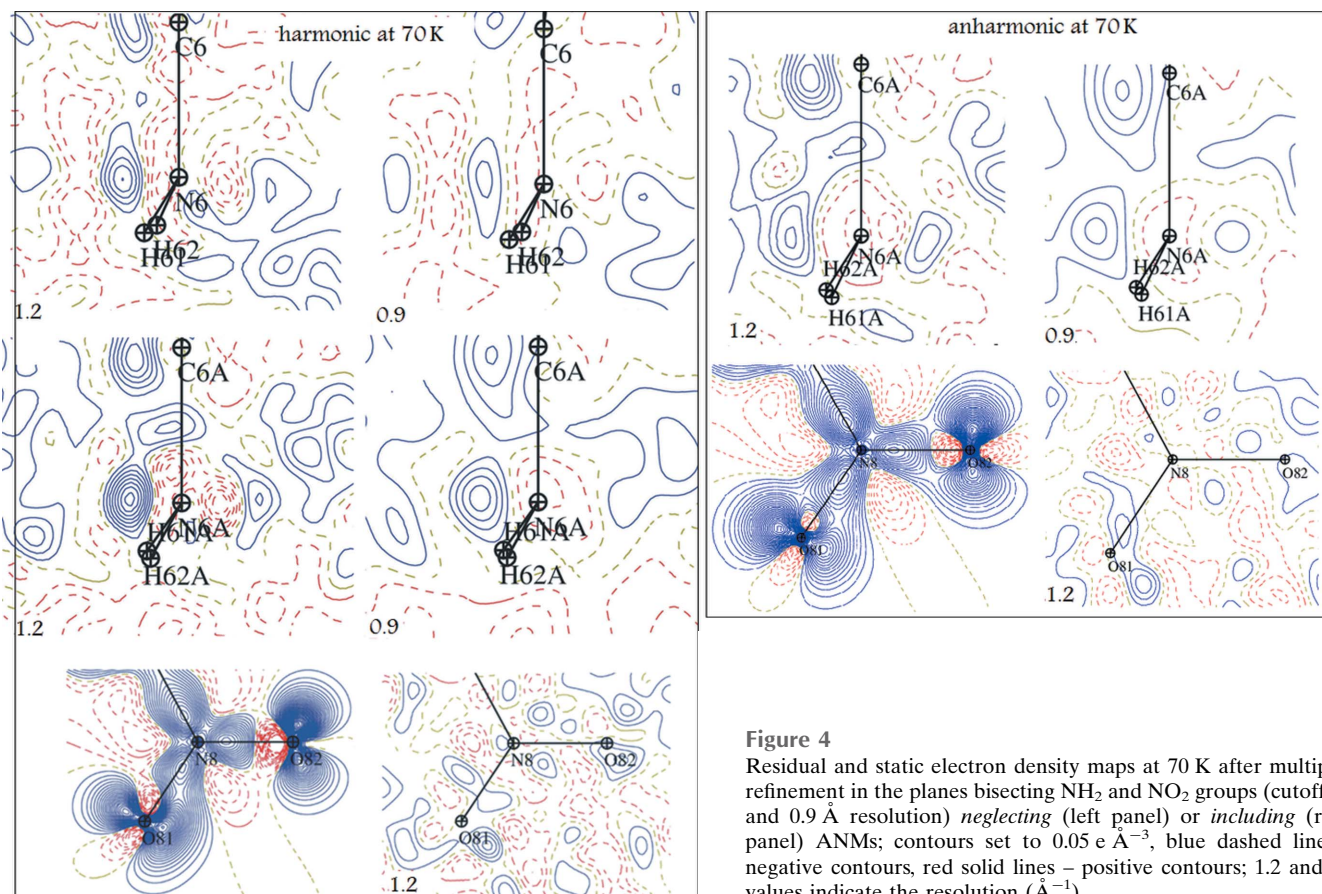 harmonic at 70K
C6
N6
H62
H61
1.2
C6
N6
H62
H61
0.9
C6A
N6A
H61A
H62A
1.2
C6A
N6A
H61A
H62A
0.9
N8
O82
O81
N8
O82
O81
1.2
anharmonic at 70K
C6A
N6A
H62A
H61A
1.2
C6A
N6A
H62A
H61A
0.9
N8
O82
O81
N8
O82
O81
1.2
Figure 4
Residual and static electron density maps at 70 K after multip
refinement in the planes bisecting NH₂ and NO₂ groups (cutoff
and 0.9 Å resolution) neglecting (left panel) or including (r
panel) ANMs; contours set to 0.05 e Å⁻³, blue dashed line
negative contours, red solid lines – positive contours; 1.2 and
values indicate the resolution (Å⁻¹)